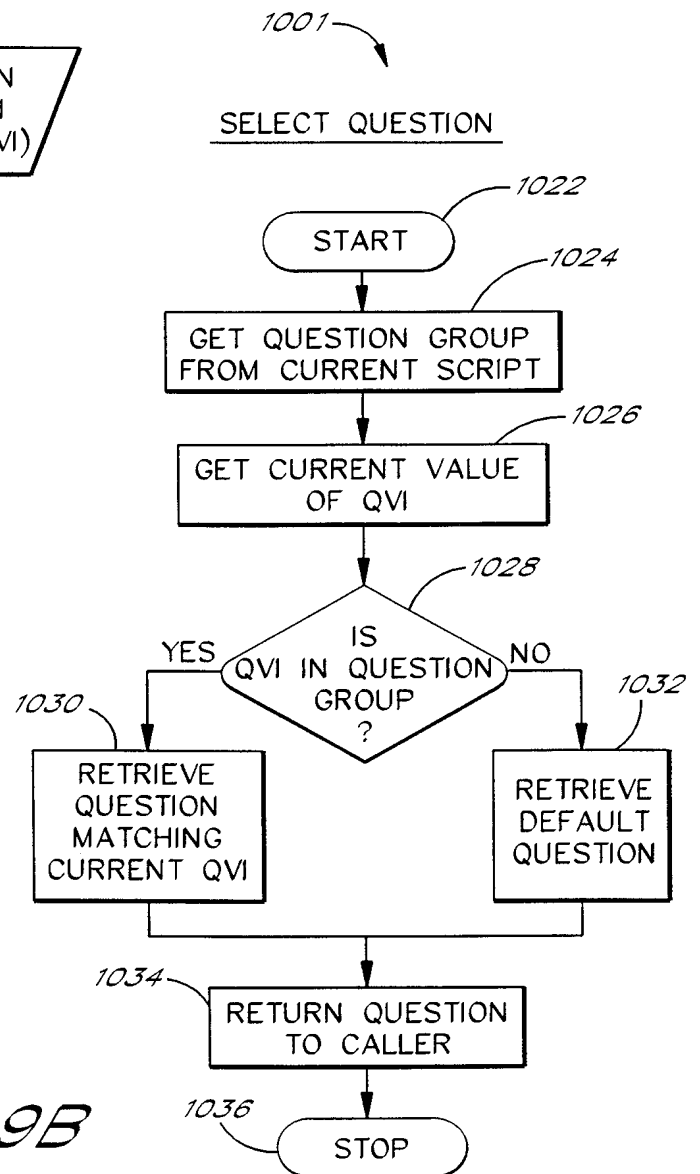 1001
N
VI)
SELECT QUESTION
1022
START
1024
GET QUESTION GROUP
FROM CURRENT SCRIPT
1026
GET CURRENT VALUE
OF QVI
1028
IS
QVI IN QUESTION
GROUP
?
YES
NO
1030
1032
RETRIEVE
QUESTION
MATCHING
CURRENT QVI
RETRIEVE
DEFAULT
QUESTION
1034
RETURN QUESTION
TO CALLER
9B
1036
STOP